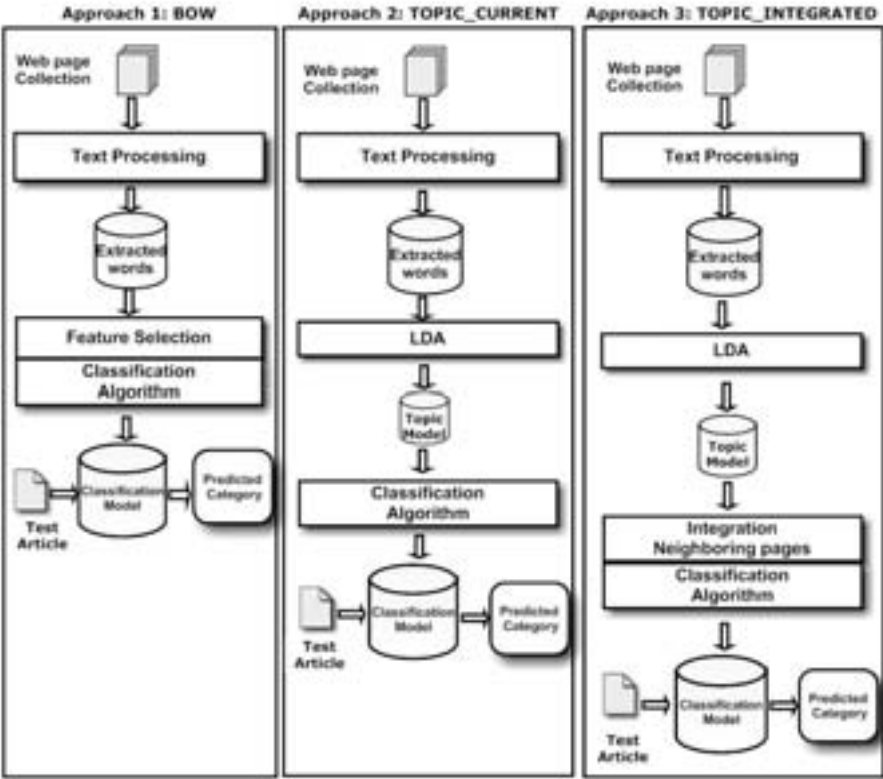 Approach 1: BOW
Web page
Collection
Text Processing
Extracted
words
Feature Selection
Classification
Algorithm
Classification
Model
Predicted
Category
Test
Article
Approach 2: TOPIC_CURRENT
Web page
Collection
Text Processing
Extracted
words
LDA
Topic
Model
Classification
Algorithm
Classification
Model
Predicted
Category
Test
Article
Approach 3: TOPIC_INTEGRATED
Web page
Collection
Text Processing
Extracted
words
LDA
Topic
Model
Integration
Neighboring pages
Classification
Algorithm
Classification
Model
Predicted
Category
Test
Article